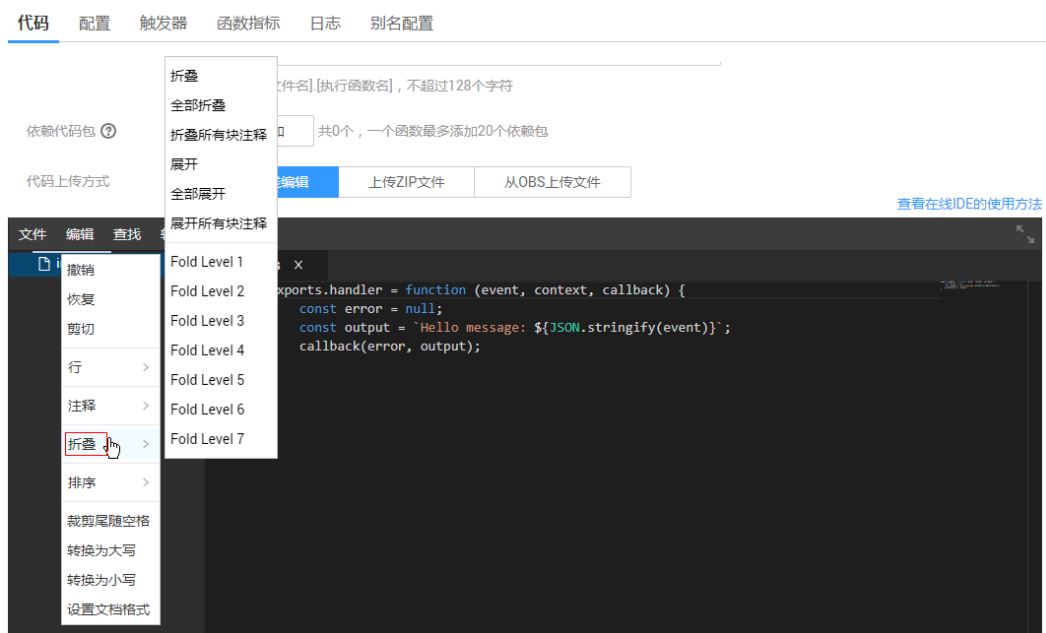 代码 配置 触发器 函数指标 日志 别名配置
件名].[执行函数名]，不超过128个字符
依赖代码包 ?
共0个，一个函数最多添加20个依赖包
代码上传方式
编辑 上传ZIP文件 从OBS上传文件
查看在线IDE的使用方法
文件 编辑 查找
撤销
恢复
剪切
行
注释
折叠
排序
裁剪尾随空格
转换为大写
转换为小写
设置文档格式
折叠
全部折叠
折叠所有块注释
展开
全部展开
展开所有块注释
Fold Level 1
Fold Level 2
Fold Level 3
Fold Level 4
Fold Level 5
Fold Level 6
Fold Level 7
xports.handler = function (event, context, callback) {
const error = null;
const output = `Hello message: ${JSON.stringify(event)}`;
callback(error, output);